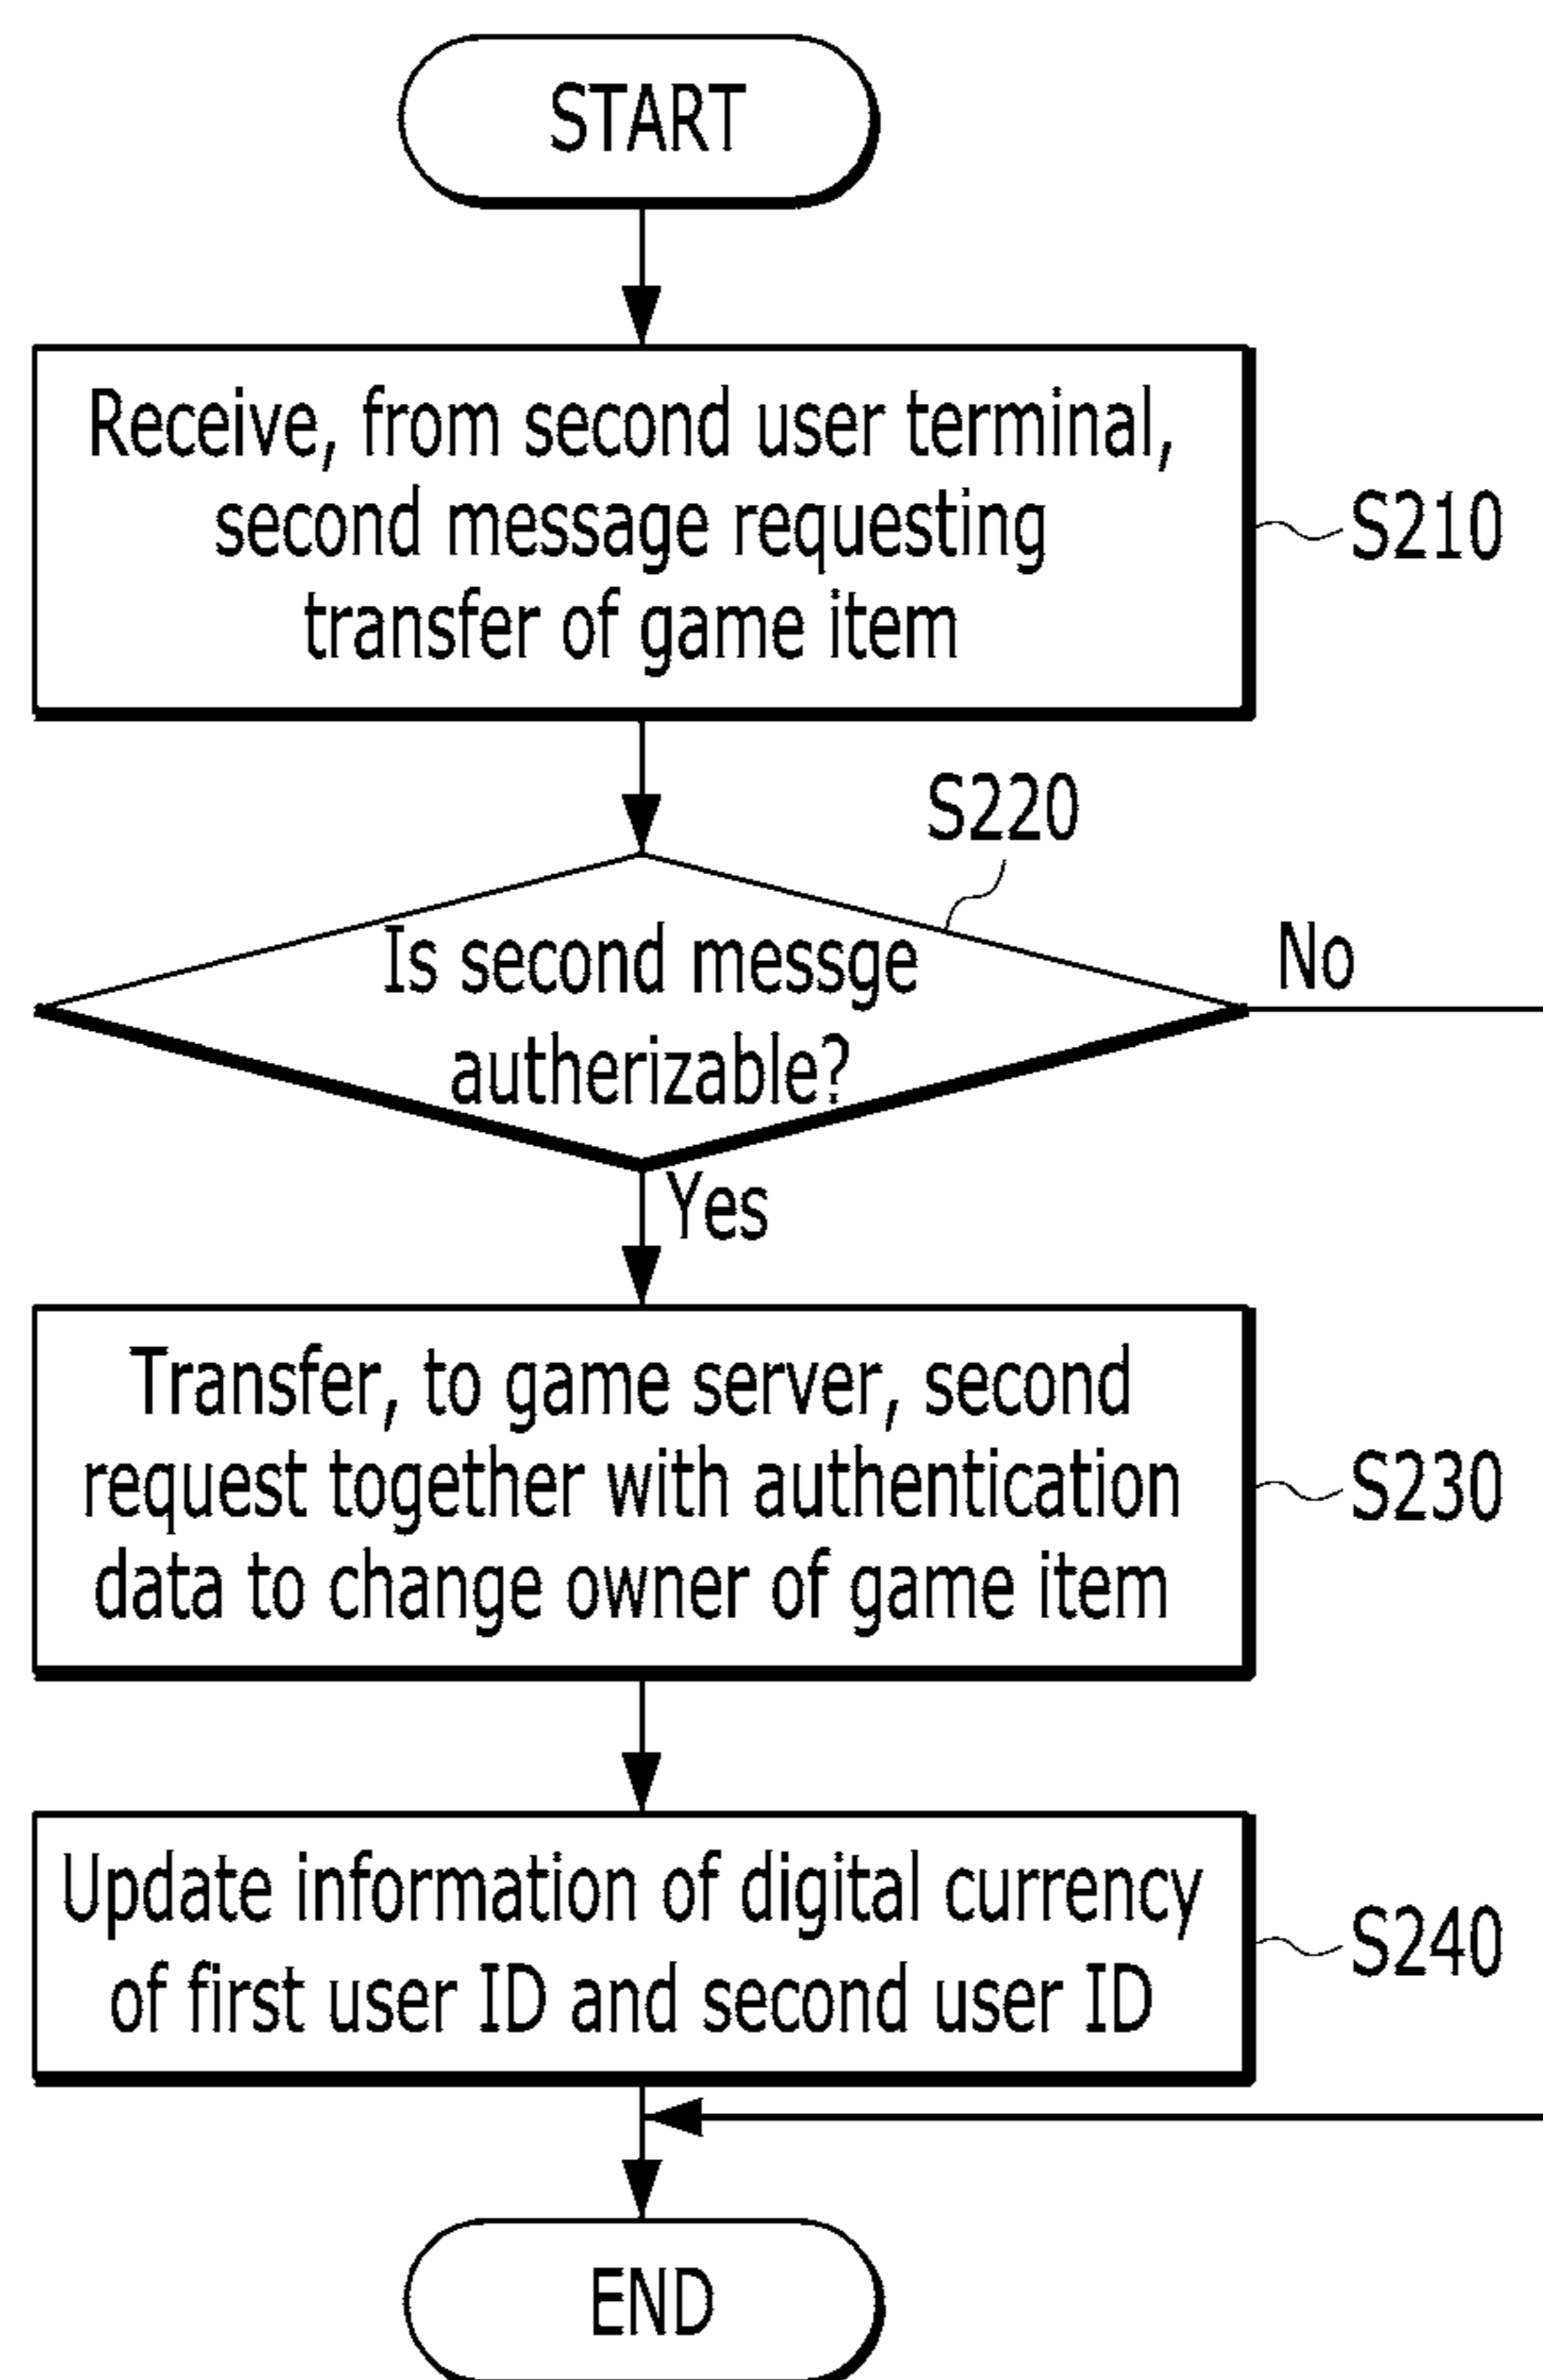 START
Receive, from second user terminal,
second message requesting
transfer of game item
S210
S220
Is second messge
autherizable?
No
Yes
Transfer, to game server, second
request together with authentication
data to change owner of game item
S230
Update information of digital currency
of first user ID and second user ID
S240
END